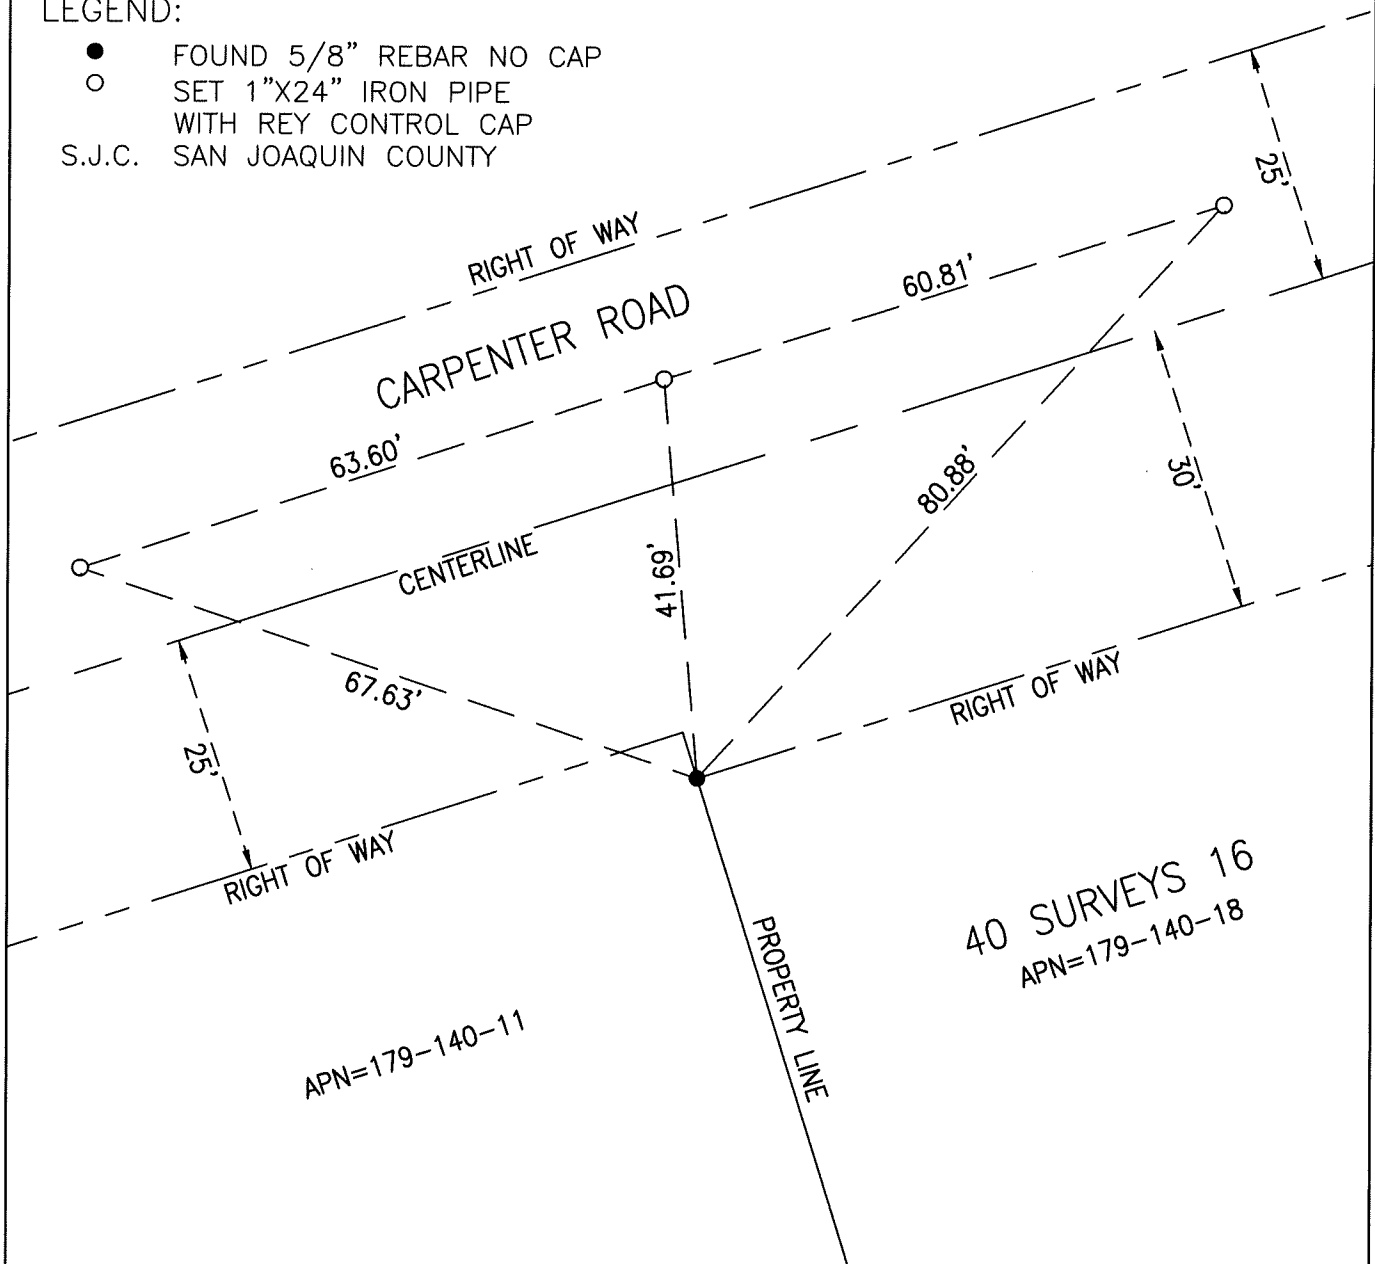 LEGEND:
FOUND 5/8" REBAR NO CAP
SET 1"X24" IRON PIPE
WITH REY CONTROL CAP
S.J.C. SAN JOAQUIN COUNTY
25'
RIGHT OF WAY
60.81'
CARPENTER ROAD
63.60'
80.88'
30'
CENTERLINE
41.69'
67.63'
RIGHT OF WAY
25'
RIGHT OF WAY
40 SURVEYS 16
APN=179-140-18
PROPERTY LINE
APN=179-140-11